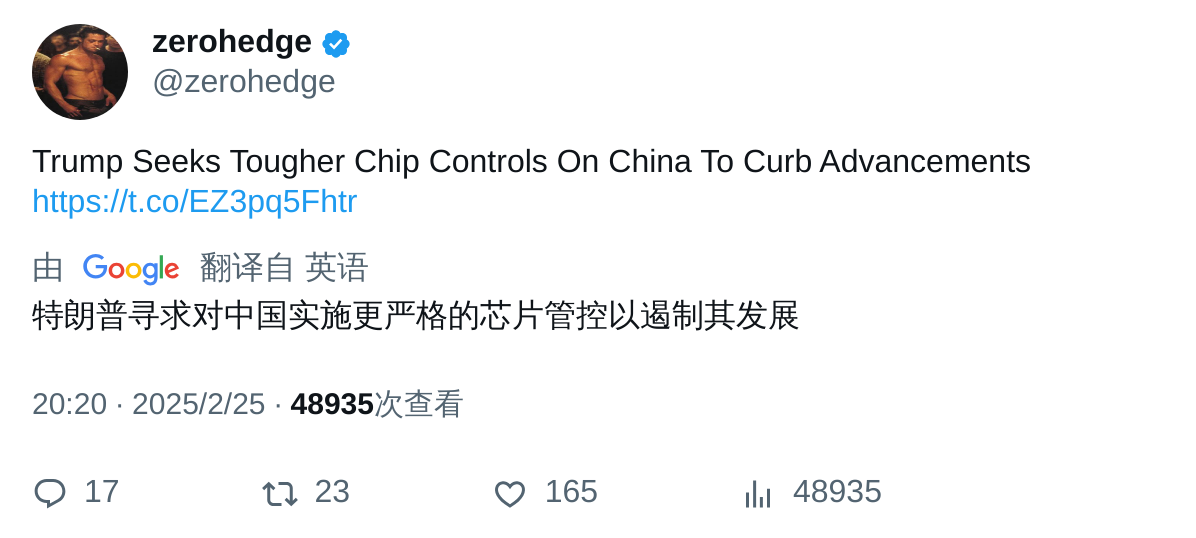 zerohedge
@zerohedge
Trump Seeks Tougher Chip Controls On China To Curb Advancements
https://t.co/EZ3pq5Fhtr
由 Google 翻译自 英语
特朗普寻求对中国实施更严格的芯片管控以遏制其发展
20:20 · 2025/2/25 · 48935次查看
17 23 165 48935